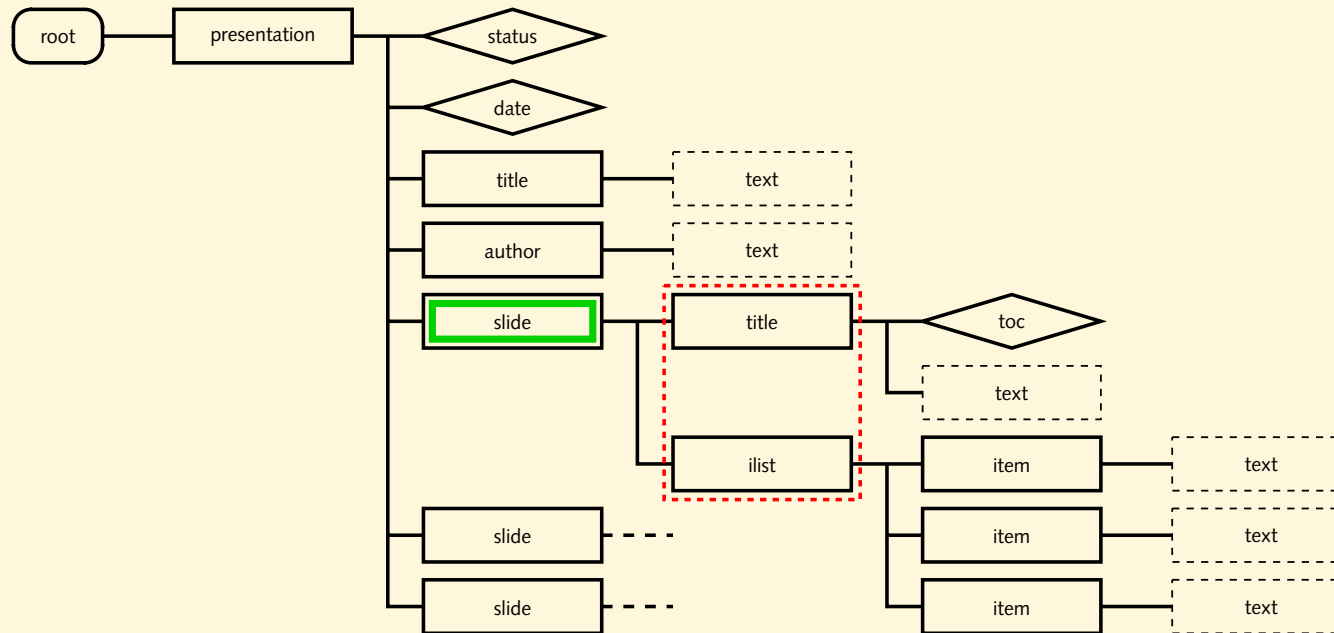 root
presentation
status
date
title
text
author
text
slide
title
toc
text
ilist
item
text
slide
item
text
slide
item
text